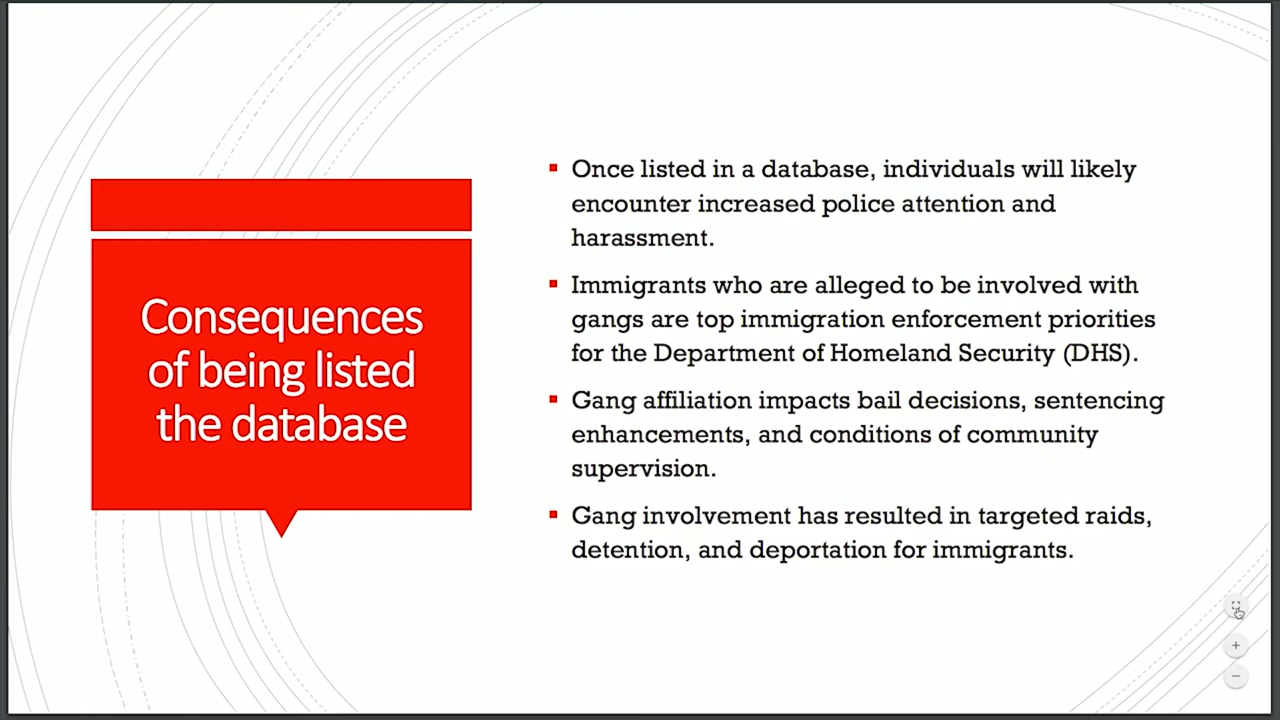 Consequences
of being listed
the database
Once listed in a database, individuals will likely
encounter increased police attention and
harassment.
Immigrants who are alleged to be involved with
gangs are top immigration enforcement priorities
for the Department of Homeland Security (DHS).
Gang affiliation impacts bail decisions, sentencing
enhancements, and conditions of community
supervision.
Gang involvement has resulted in targeted raids,
detention, and deportation for immigrants.